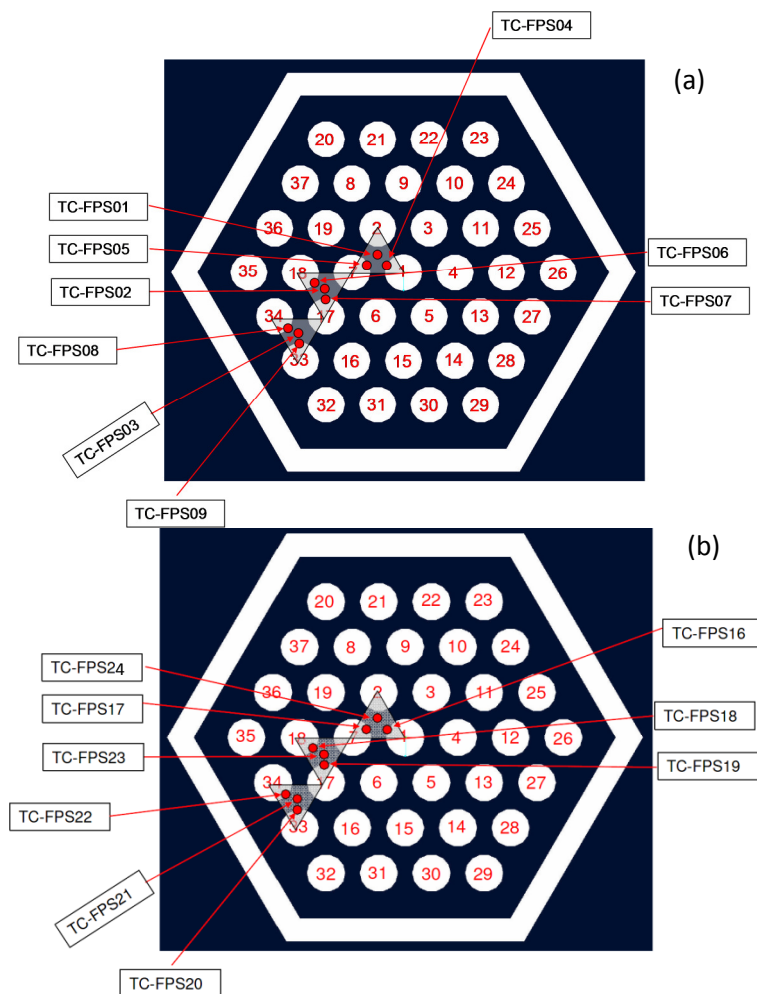 TC-FPS04
(a)
20 21 22 23
37 8 9 10 24
TC-FPS01
36 19 2 3 11 25
TC-FPS05
TC-FPS06
35 18 7 1 4 12 26
TC-FPS02
TC-FPS07
34 17 6 5 13 27
TC-FPS08
33 16 15 14 28
TC-FPS03
32 31 30 29
TC-FPS09
(b)
20 21 22 23
TC-FPS16
37 8 9 10 24
TC-FPS24
36 19 2 3 11 25
TC-FPS17
TC-FPS18
35 18 7 1 4 12 26
TC-FPS23
TC-FPS19
34 17 6 5 13 27
TC-FPS22
33 16 15 14 28
TC-FPS21
32 31 30 29
TC-FPS20